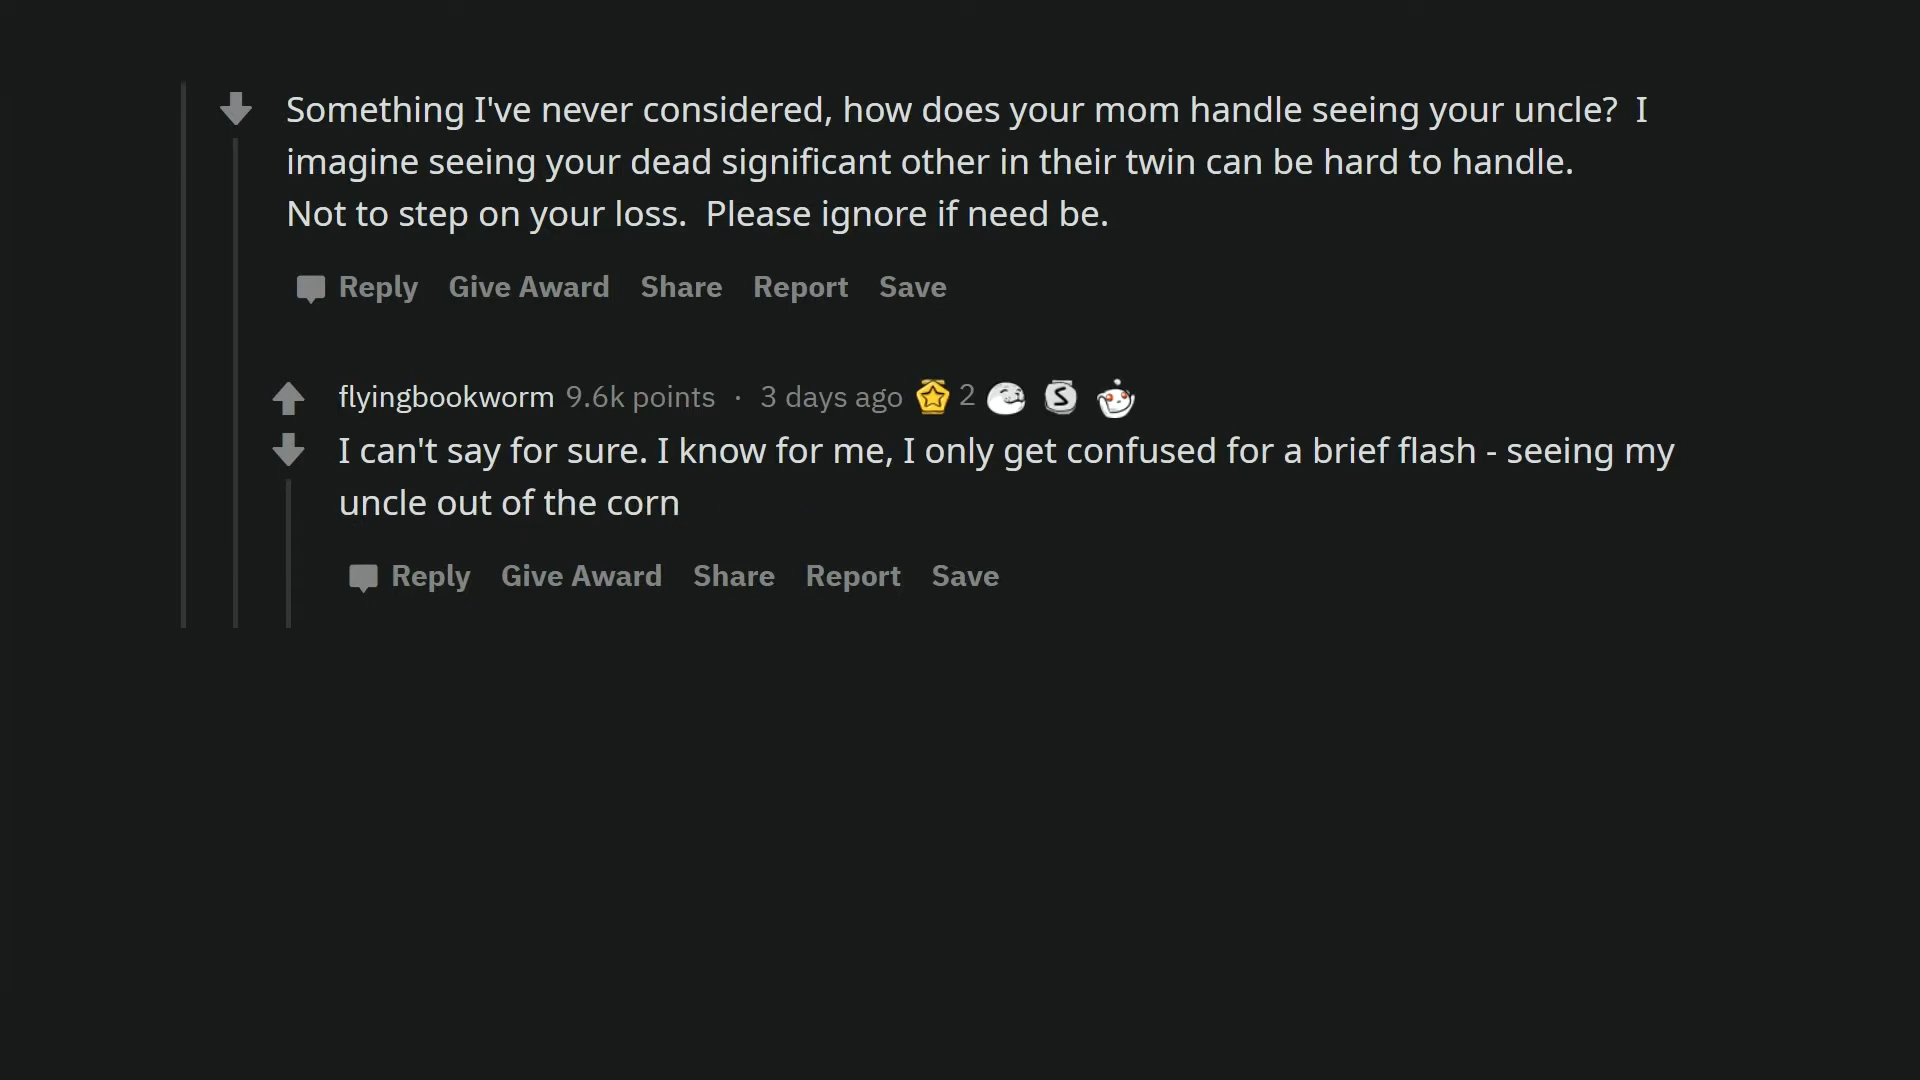 Something I've never considered, how does your mom handle seeing your uncle?  I
imagine seeing your dead significant other in their twin can be hard to handle.
Not to step on your loss.  Please ignore if need be.
Reply Give Award Share Report Save
flyingbookworm 9.6k points · 3 days ago 2
I can't say for sure. I know for me, I only get confused for a brief flash - seeing my
uncle out of the corn
Reply Give Award Share Report Save